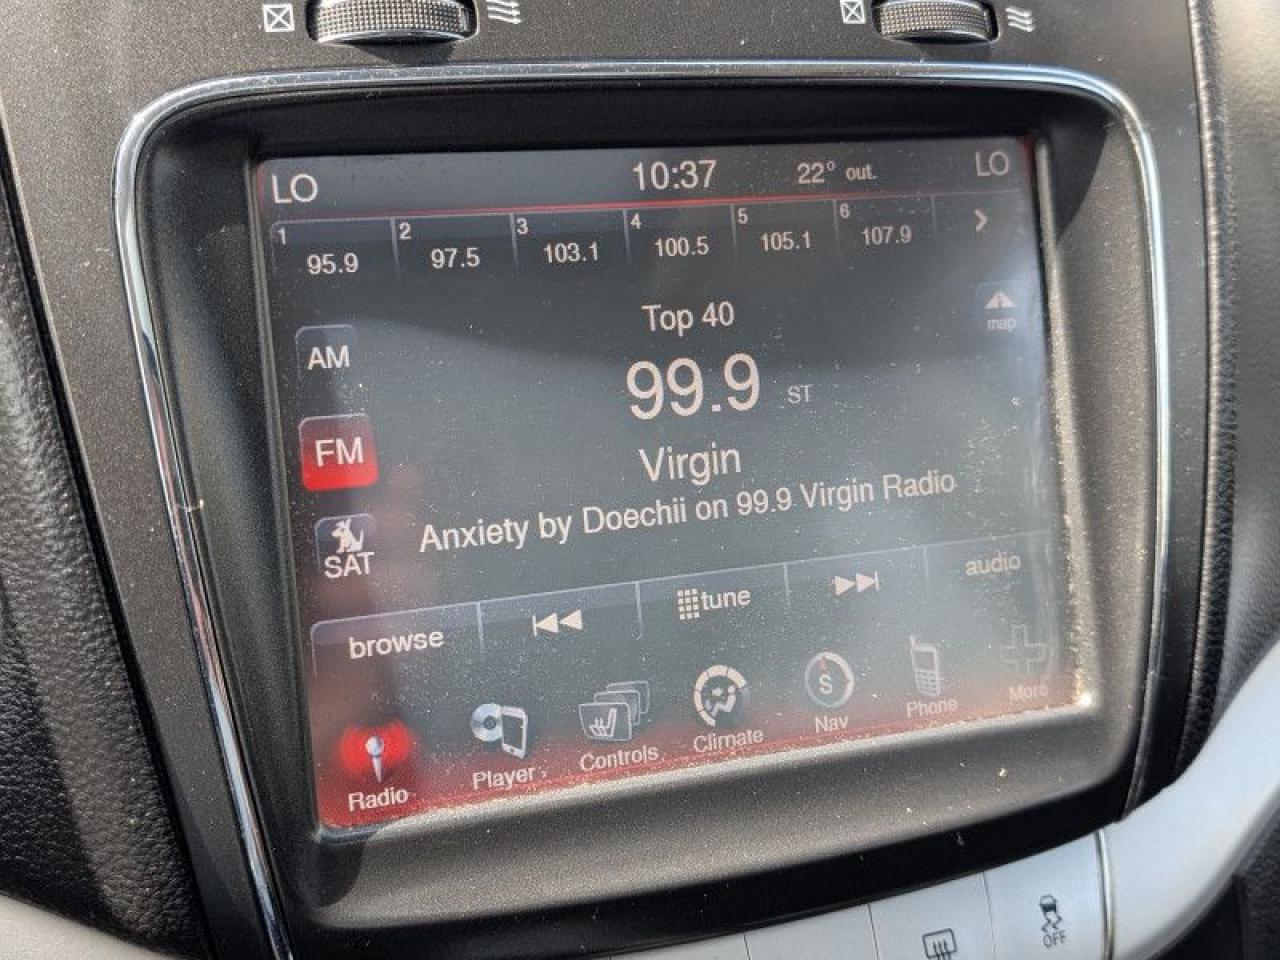 LO 10:37 22° out. LO
1 2 3 4 5 6
95.9 97.5 103.1 100.5 105.1 107.9
Top 40
map
AM
99.9 ST
FM
Virgin
Anxiety by Doechii on 99.9 Virgin Radio
SAT
browse tune audio
S
Radio Player Controls Climate Nav Phone More
OFF